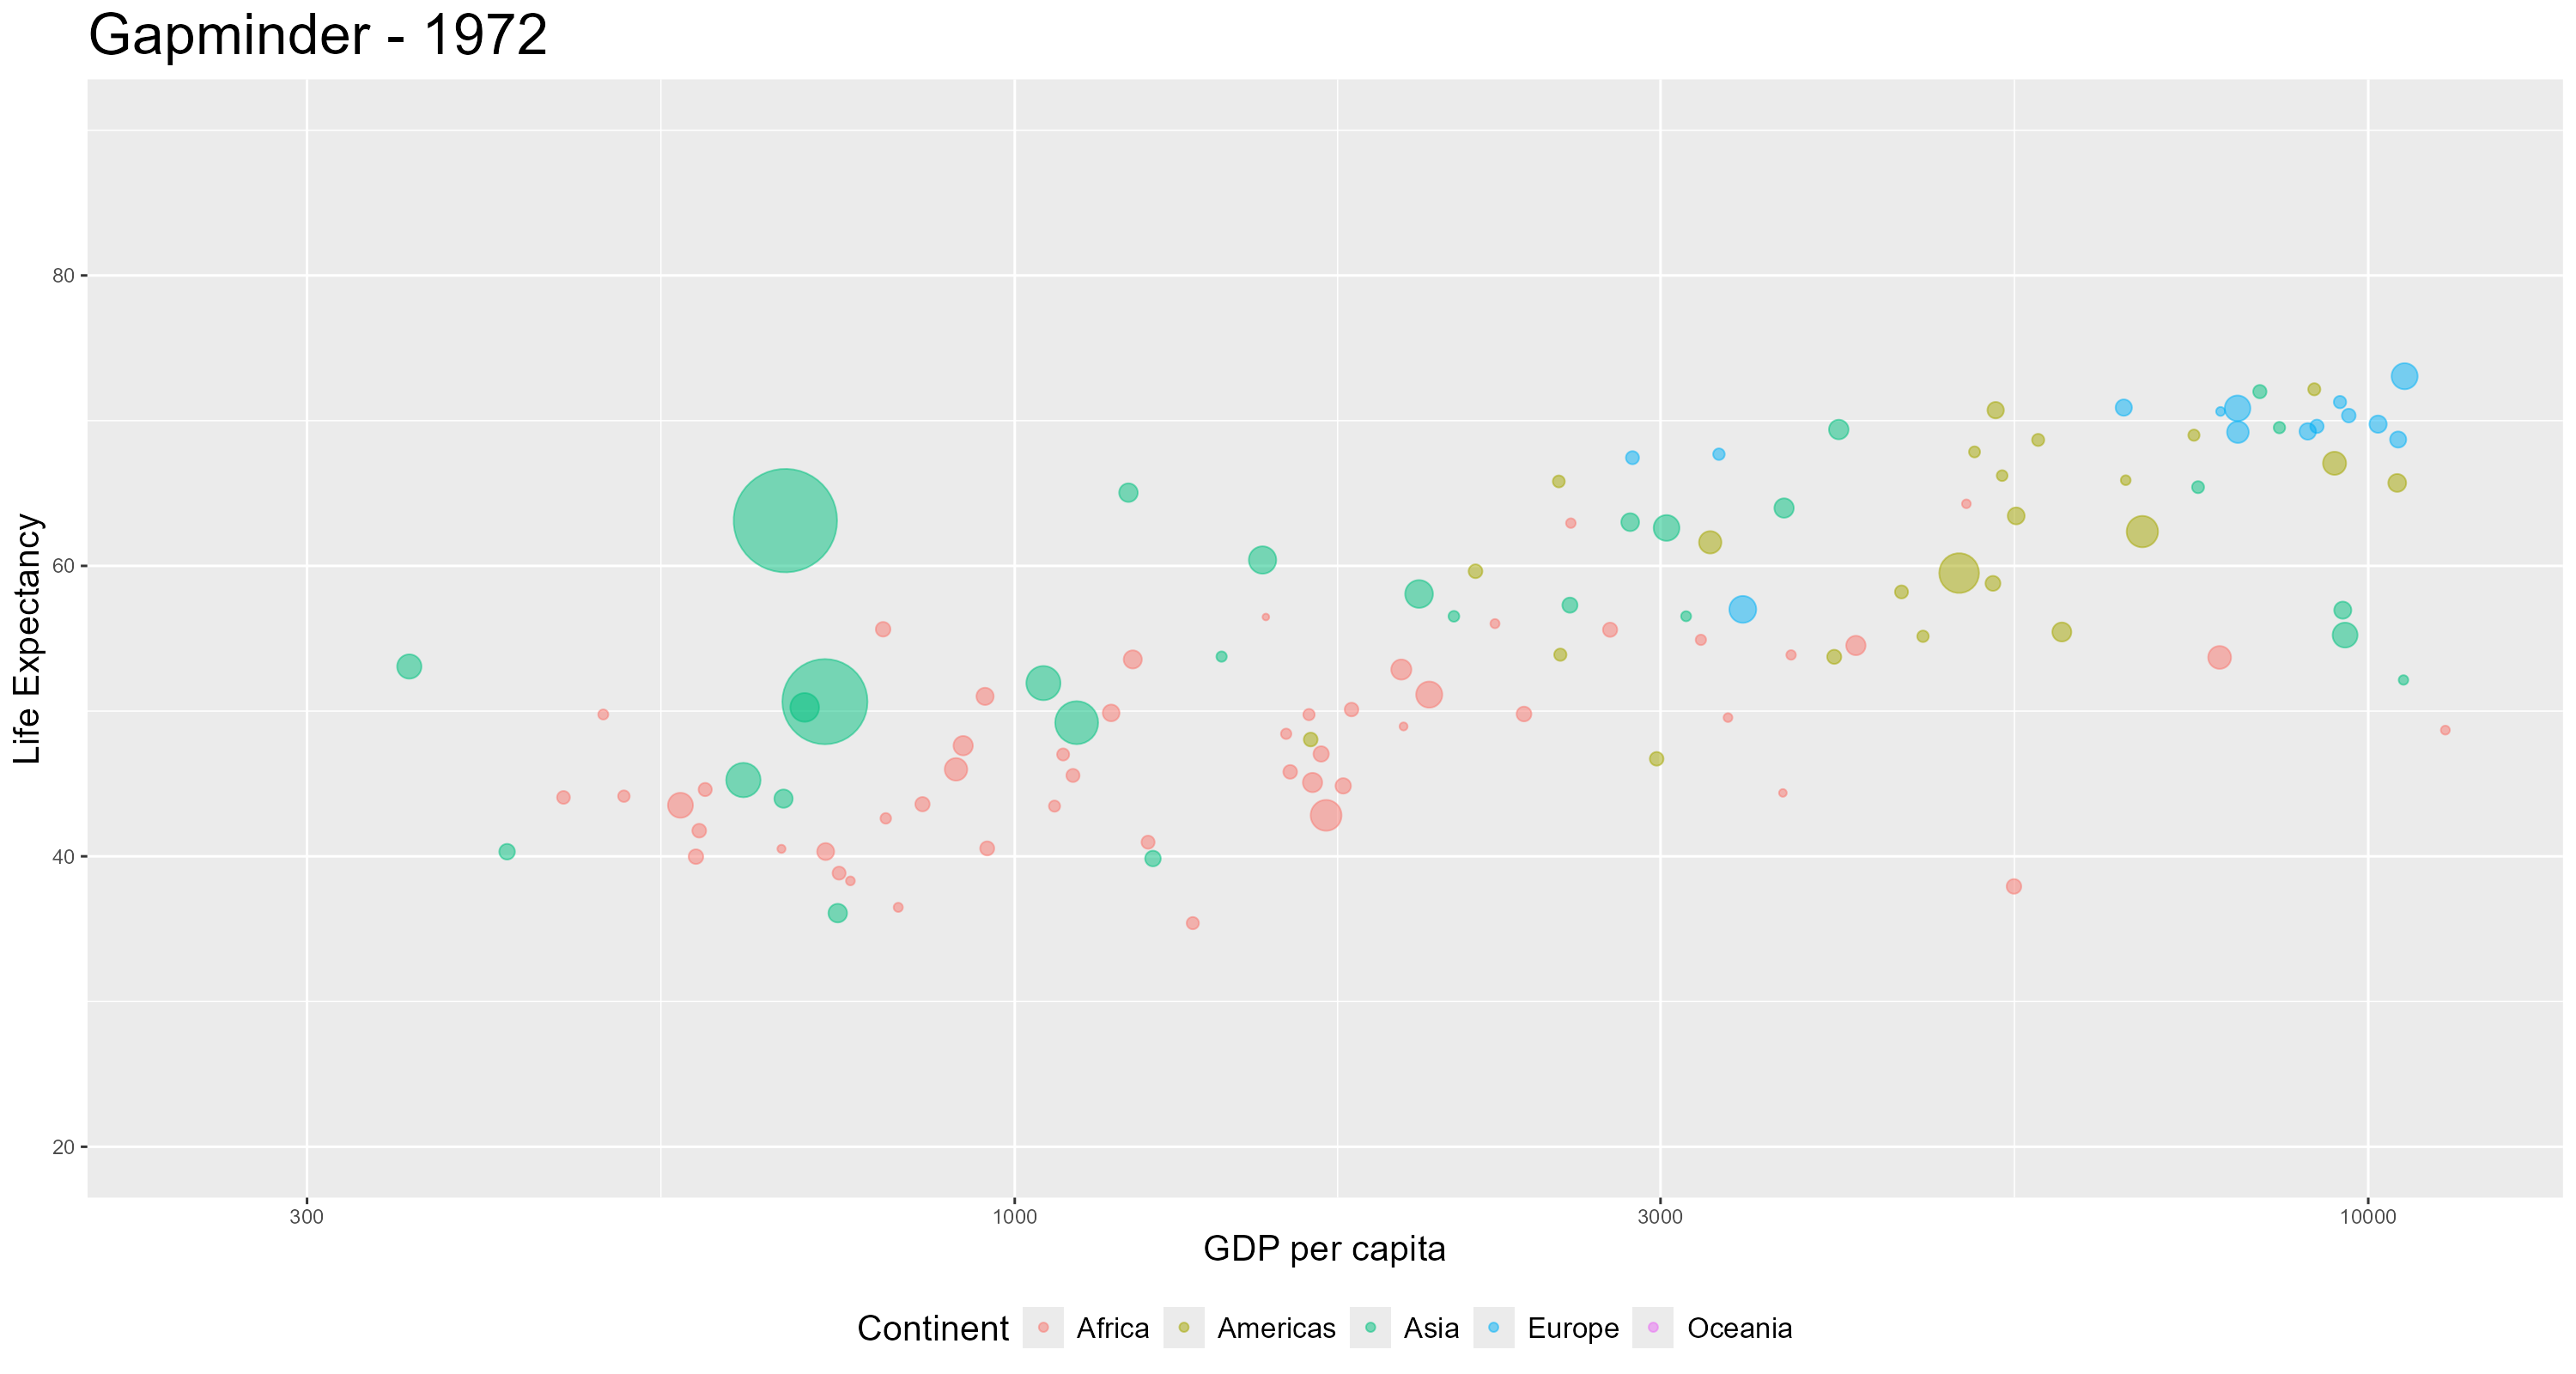 Gapminder - 1972
Life Expectancy
80
60
40
20
300 1000 3000 10000
GDP per capita
Continent Africa Americas Asia Europe Oceania